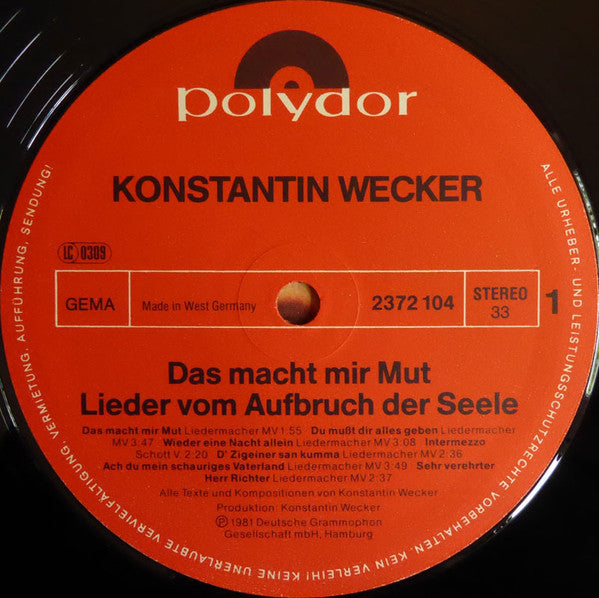 polydor
KONSTANTIN WECKER
LC 0309
GEMA
Made in West Germany
2372 104
STEREO
33
1
Das macht mir Mut
Lieder vom Aufbruch der Seele
Das macht mir Mut Liedermacher MV 1:55 · Du mußt dir alles geben Liedermacher
MV 3:47 · Wieder eine Nacht allein Liedermacher MV 3:08 · Intermezzo
Schott V. 2:20 · D' Zigeiner san kumma Liedermacher MV 2:36
Ach du mein schauriges Vaterland Liedermacher MV 3:49 · Sehr verehrter
Herr Richter Liedermacher MV 2:37
Alle Texte und Kompositionen von Konstantin Wecker
Produktion: Konstantin Wecker
Ⓟ 1981 Deutsche Grammophon
Gesellschaft mbH, Hamburg
ALLE URHEBER- UND LEISTUNGSSCHUTZRECHTE VORBEHALTEN. KEIN VERLEIH! KEINE UNERLAUBTE VERVIELFÄLTIGUNG, VERMIETUNG, AUFFÜHRUNG, SENDUNG!